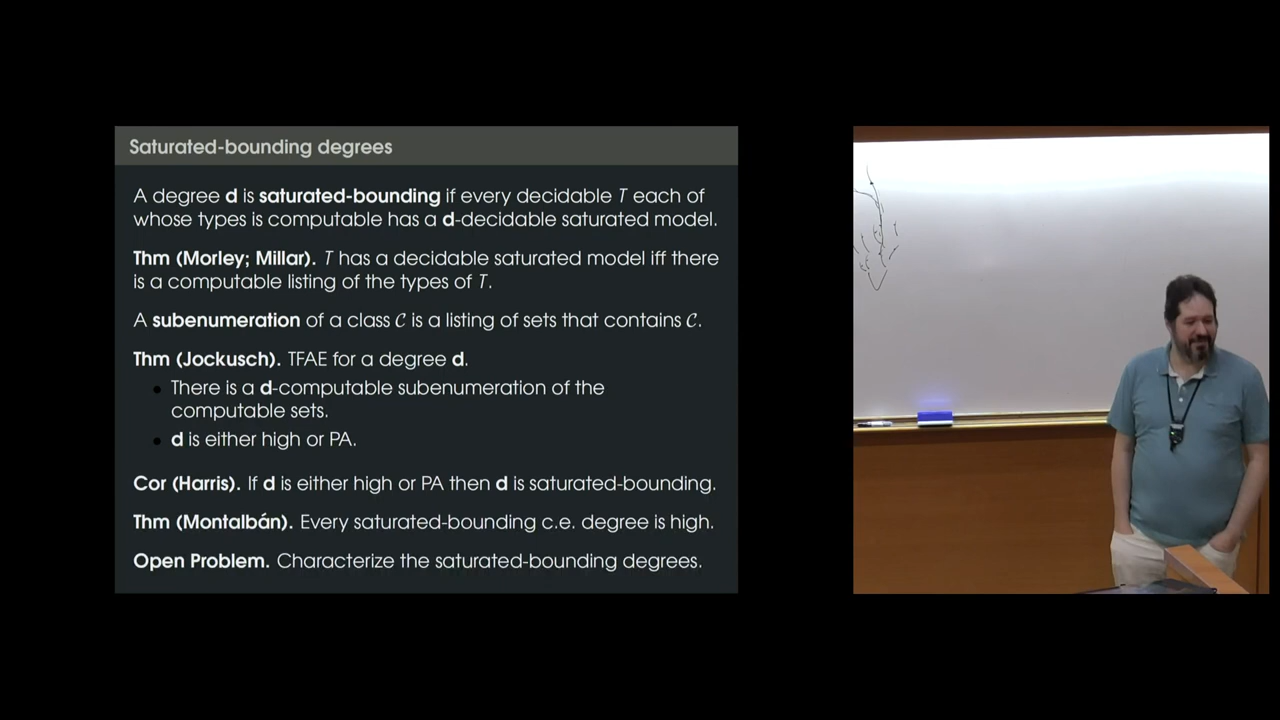 Saturated-bounding degrees
A degree d is saturated-bounding if every decidable T each of
whose types is computable has a d-decidable saturated model.
Thm (Morley; Millar). T has a decidable saturated model iff there
is a computable listing of the types of T.
A subenumeration of a class 𝒞 is a listing of sets that contains 𝒞.
Thm (Jockusch). TFAE for a degree d.
• There is a d-computable subenumeration of the
computable sets.
• d is either high or PA.
Cor (Harris). If d is either high or PA then d is saturated-bounding.
Thm (Montalbán). Every saturated-bounding c.e. degree is high.
Open Problem. Characterize the saturated-bounding degrees.